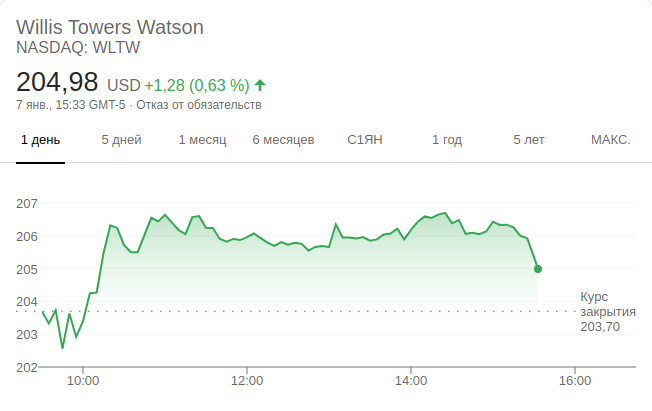 Willis Towers Watson
NASDAQ: WLTW
204,98 USD +1,28 (0,63 %)
7 янв., 15:33 GMT-5 · Отказ от обязательств
1 день 5 дней 1 месяц 6 месяцев С1ЯН 1 год 5 лет МАКС.
207
206
205
204
Курс
закрытия
203,70
203
202
10:00 12:00 14:00 16:00